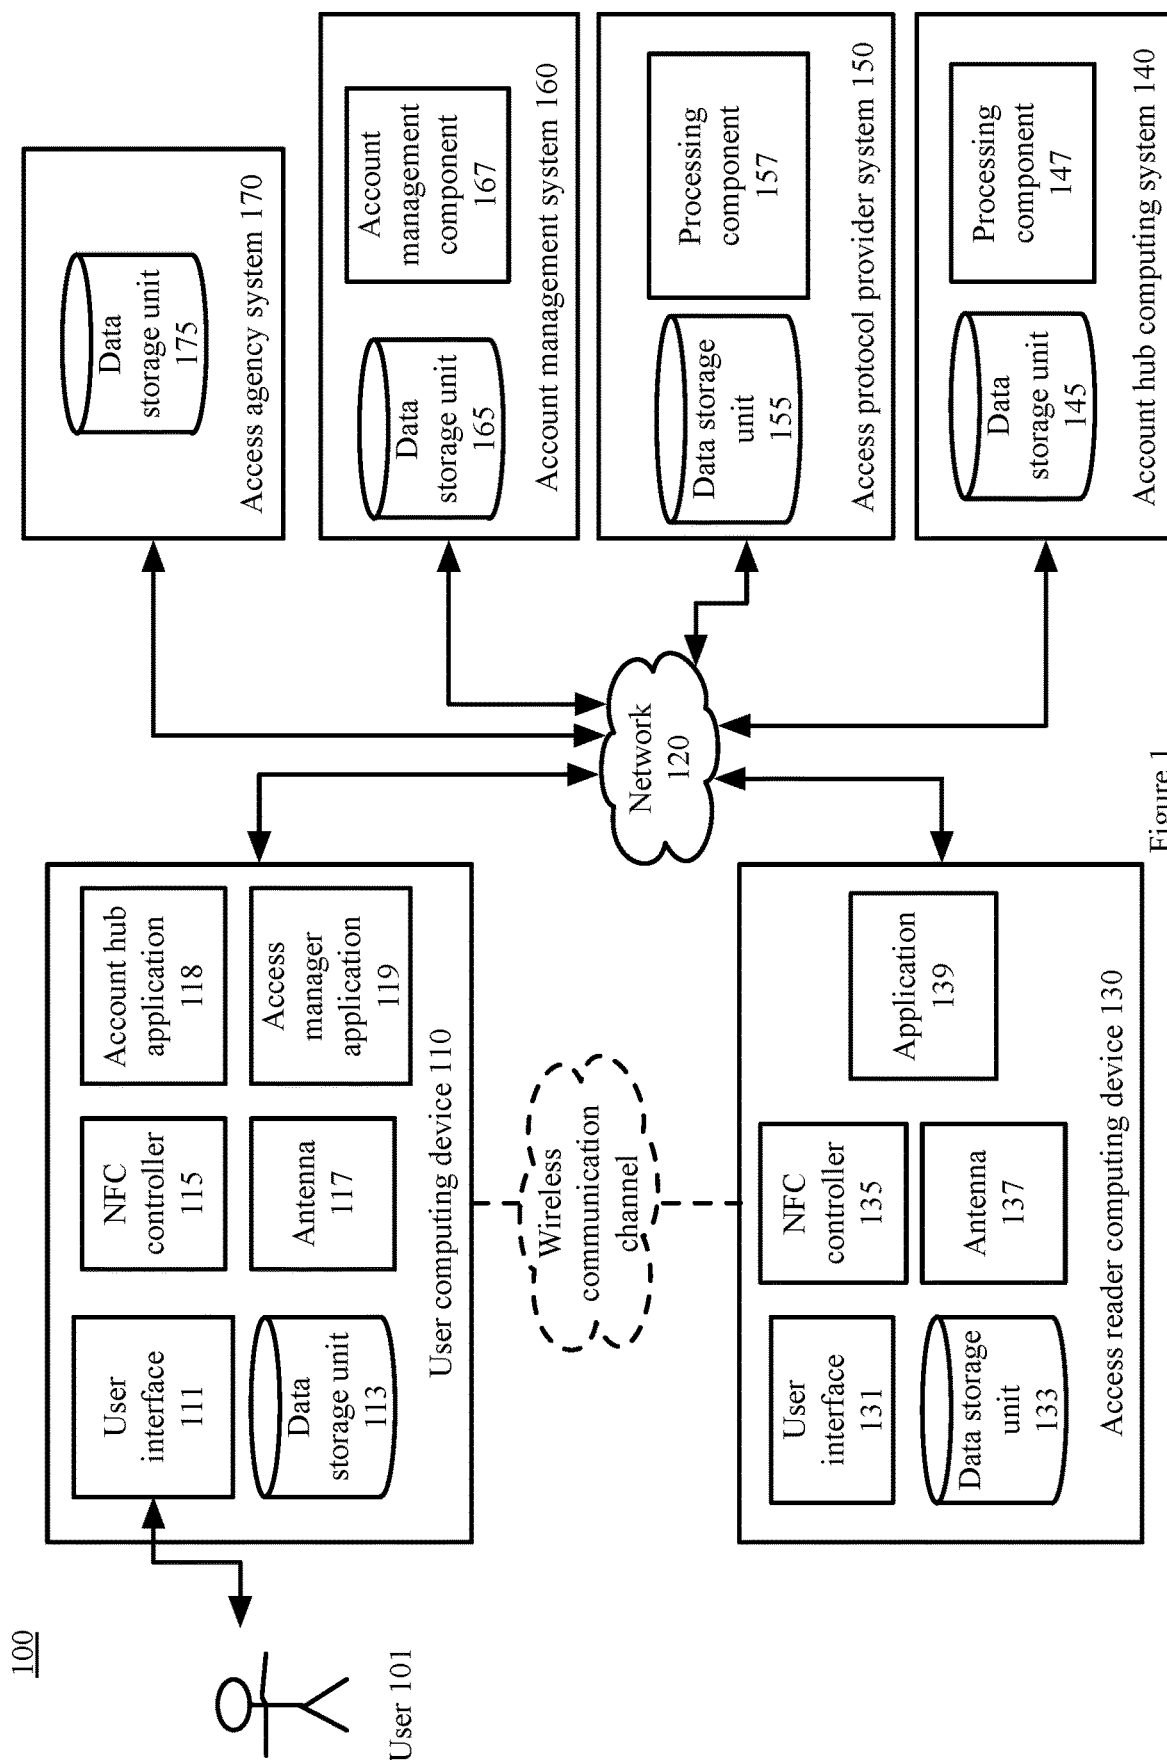 100
User 101
User
interface
111
Data
storage unit
113
NFC
controller
115
Antenna
117
Account hub
application
118
Access
manager
application
119
User computing device 110
Wireless
communication
channel
User
interface
131
Data storage
unit
133
NFC
controller
135
Antenna
137
Application
139
Access reader computing device 130
Network
120
Data
storage unit
175
Access agency system 170
Data
storage unit
165
Account
management
component
167
Account management system 160
Data storage
unit
155
Processing
component
157
Access protocol provider system 150
Data
storage unit
145
Processing
component
147
Account hub computing system 140
Figure 1